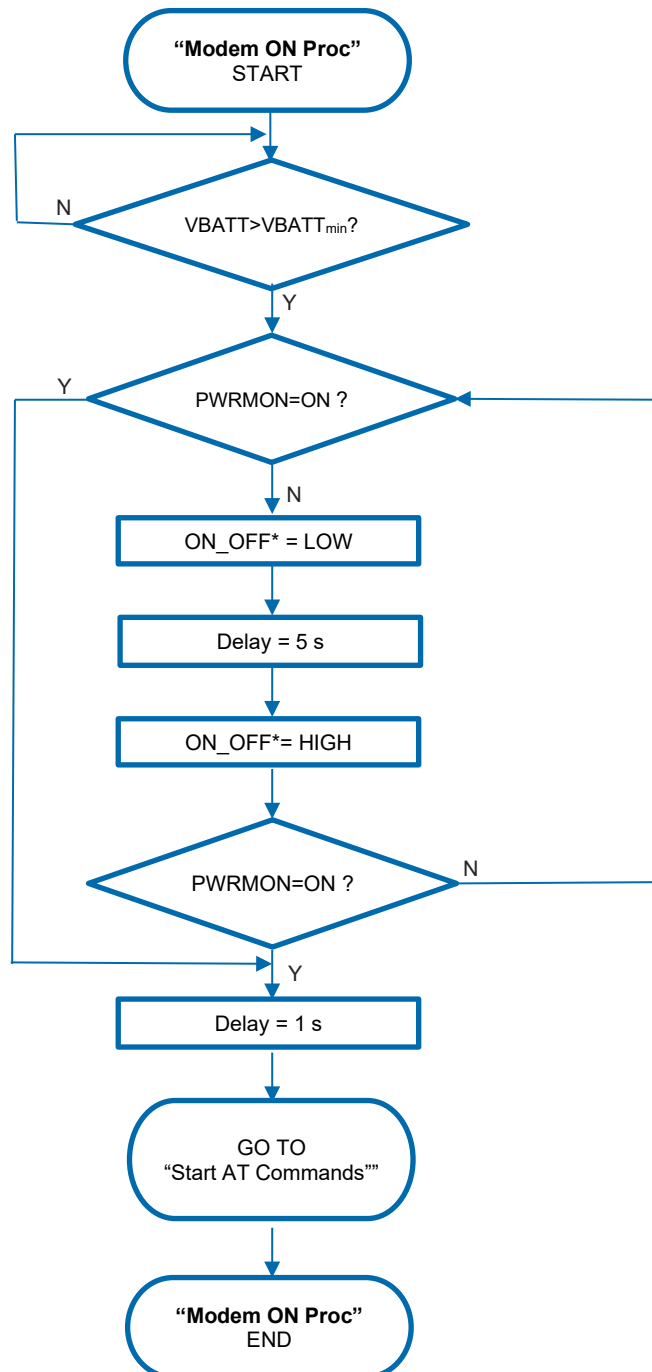 “Modem ON Proc”
START
N
VBATT>VBATTmin?
Y
Y
PWRMON=ON ?
N
ON_OFF* = LOW
Delay = 5 s
ON_OFF*= HIGH
PWRMON=ON ?
N
Y
Delay = 1 s
GO TO
“Start AT Commands””
“Modem ON Proc”
END